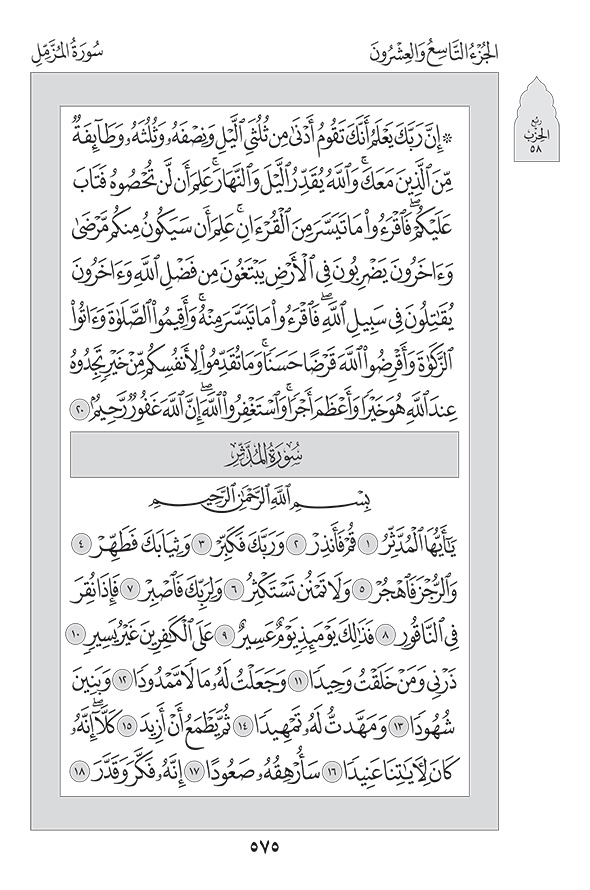 الجُزْءُ التَّاسِعُ وَالعِشْرُونَ
سُورَةُ المُزَّمِّلِ
رُبْع
الحِزْب
٥٨
۞ إِنَّ رَبَّكَ يَعْلَمُ أَنَّكَ تَقُومُ أَدْنَىٰ مِن ثُلُثَيِ ٱلَّيْلِ وَنِصْفَهُۥ وَثُلُثَهُۥ وَطَآئِفَةٌ
مِّنَ ٱلَّذِينَ مَعَكَۚ وَٱللَّهُ يُقَدِّرُ ٱلَّيْلَ وَٱلنَّهَارَۚ عَلِمَ أَن لَّن تُحْصُوهُ فَتَابَ
عَلَيْكُمْۖ فَٱقْرَءُوا۟ مَا تَيَسَّرَ مِنَ ٱلْقُرْءَانِۚ عَلِمَ أَن سَيَكُونُ مِنكُم مَّرْضَىٰ
وَءَاخَرُونَ يَضْرِبُونَ فِى ٱلْأَرْضِ يَبْتَغُونَ مِن فَضْلِ ٱللَّهِ وَءَاخَرُونَ
يُقَٰتِلُونَ فِى سَبِيلِ ٱللَّهِۖ فَٱقْرَءُوا۟ مَا تَيَسَّرَ مِنْهُۚ وَأَقِيمُوا۟ ٱلصَّلَوٰةَ وَءَاتُوا۟
ٱلزَّكَوٰةَ وَأَقْرِضُوا۟ ٱللَّهَ قَرْضًا حَسَنًاۚ وَمَا تُقَدِّمُوا۟ لِأَنفُسِكُم مِّنْ خَيْرٍ تَجِدُوهُ
عِندَ ٱللَّهِ هُوَ خَيْرًا وَأَعْظَمَ أَجْرًاۚ وَٱسْتَغْفِرُوا۟ ٱللَّهَۖ إِنَّ ٱللَّهَ غَفُورٌ رَّحِيمٌۢ ٢٠
سُورَةُ المُدَّثِّرِ
بِسْمِ ٱللَّهِ ٱلرَّحْمَٰنِ ٱلرَّحِيمِ
يَٰٓأَيُّهَا ٱلْمُدَّثِّرُ ١ قُمْ فَأَنذِرْ ٢ وَرَبَّكَ فَكَبِّرْ ٣ وَثِيَابَكَ فَطَهِّرْ ٤
وَٱلرُّجْزَ فَٱهْجُرْ ٥ وَلَا تَمْنُن تَسْتَكْثِرُ ٦ وَلِرَبِّكَ فَٱصْبِرْ ٧ فَإِذَا نُقِرَ
فِى ٱلنَّاقُورِ ٨ فَذَٰلِكَ يَوْمَئِذٍ يَوْمٌ عَسِيرٌ ٩ عَلَى ٱلْكَٰفِرِينَ غَيْرُ يَسِيرٍ ١٠
ذَرْنِى وَمَنْ خَلَقْتُ وَحِيدًا ١١ وَجَعَلْتُ لَهُۥ مَالًا مَّمْدُودًا ١٢ وَبَنِينَ
شُهُودًا ١٣ وَمَهَّدتُّ لَهُۥ تَمْهِيدًا ١٤ ثُمَّ يَطْمَعُ أَنْ أَزِيدَ ١٥ كَلَّآۖ إِنَّهُۥ
كَانَ لِءَايَٰتِنَا عَنِيدًا ١٦ سَأُرْهِقُهُۥ صَعُودًا ١٧ إِنَّهُۥ فَكَّرَ وَقَدَّرَ ١٨
٥٧٥